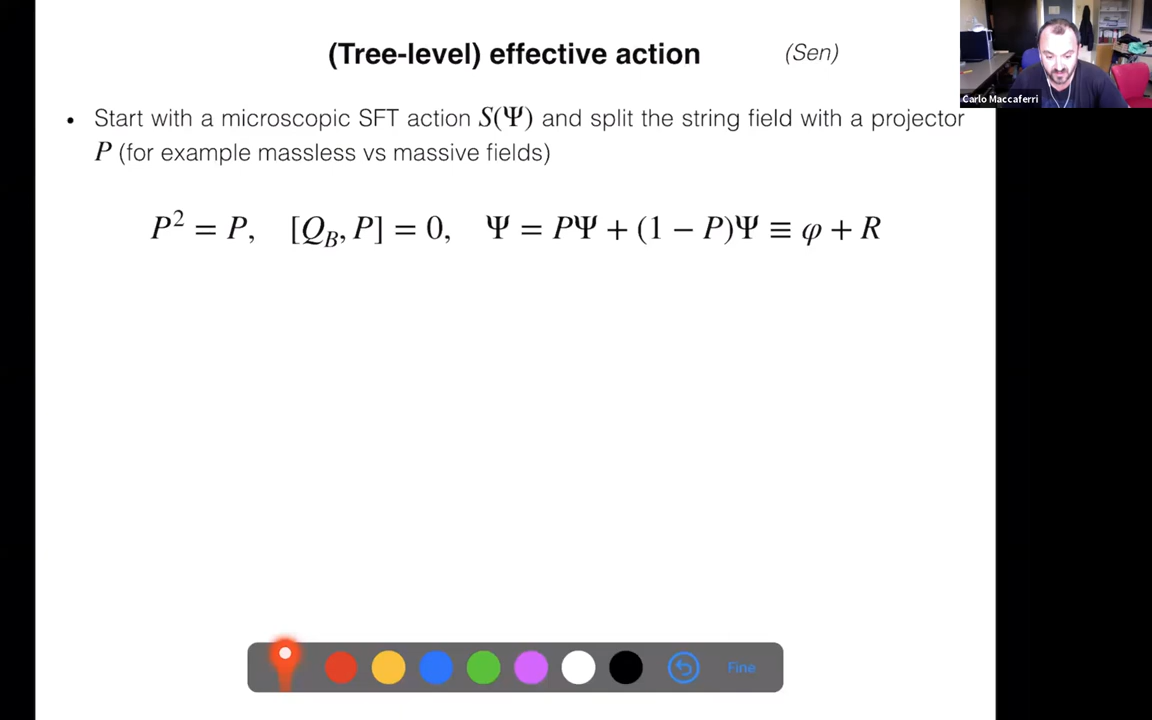 (Tree-level) effective action (Sen)
Carlo Maccaferri
• Start with a microscopic SFT action S(Ψ) and split the string field with a projector
P (for example massless vs massive fields)
P² = P, [Q_B, P] = 0, Ψ = PΨ + (1 − P)Ψ ≡ φ + R
Fine